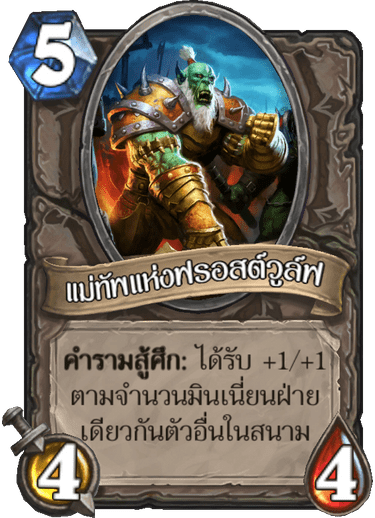 5
แม่ทัพแห่งฟรอสต์วูล์ฟ
คำรามสู้ศึก: ได้รับ +1/+1
ตามจำนวนมินเนี่ยนฝ่าย
เดียวกันตัวอื่นในสนาม
4 4